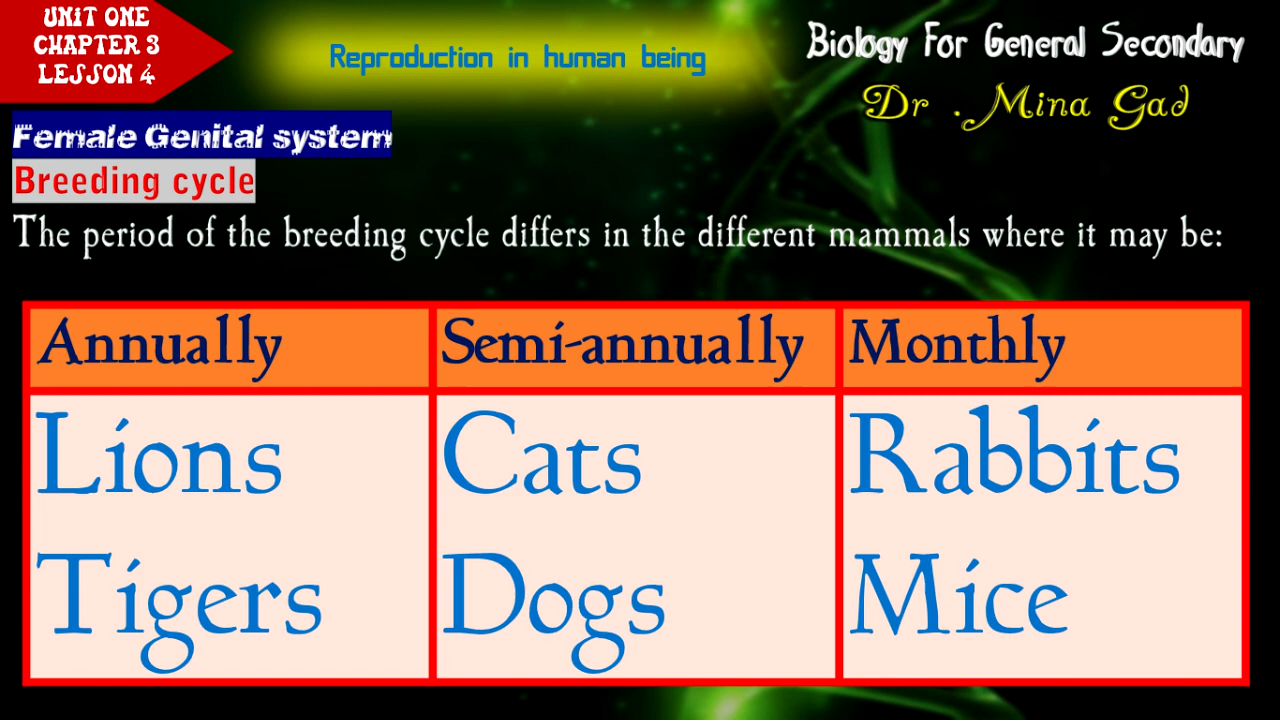 UNIT ONE
CHAPTER 3
LESSON 4
Reproduction in human being
Biology For General Secondary
Dr .Mina Gad
Female Genital system
Breeding cycle
The period of the breeding cycle differs in the different mammals where it may be:
Annually Semi-annually Monthly
Lions Cats Rabbits
Tigers Dogs Mice